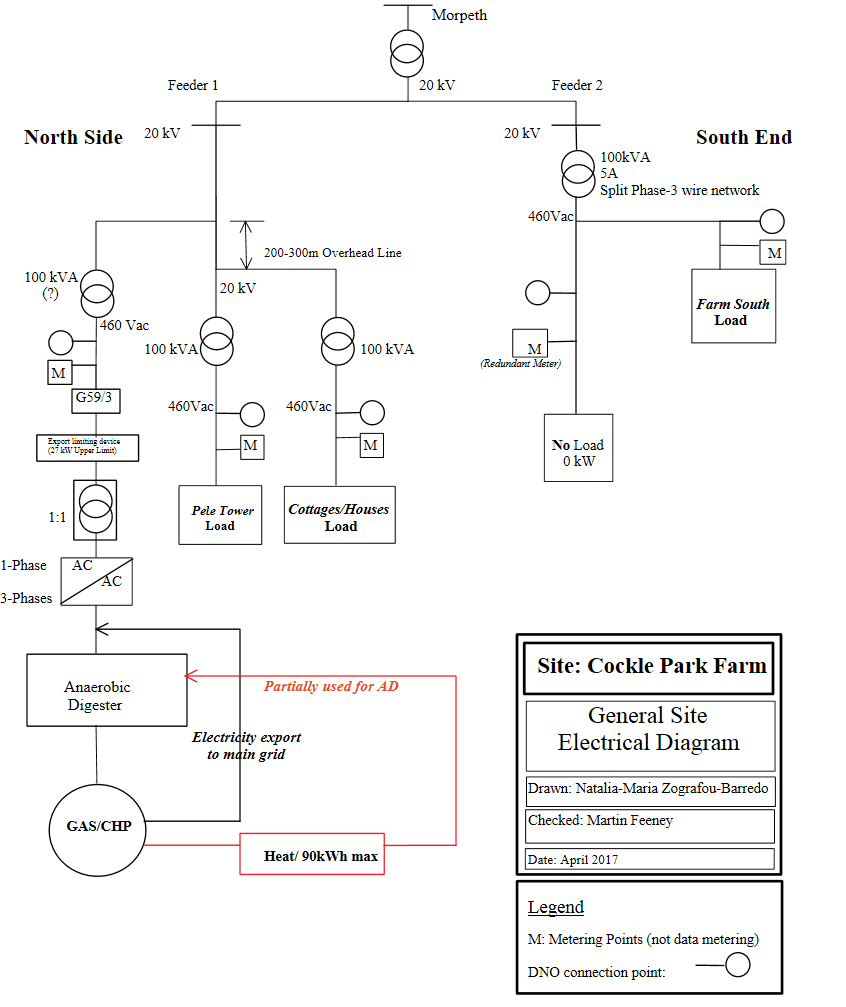 Morpeth
Feeder 1
20 kV
Feeder 2
North Side
20 kV
20 kV
South End
100kVA
5A
Split Phase-3 wire network
460Vac
200-300m Overhead Line
M
100 kVA
(?)
20 kV
Farm South
Load
460 Vac
100 kVA
100 kVA
M
(Redundant Meter)
M
G59/3
460Vac
460Vac
Export limiting device
(27 kW Upper Limit)
M
M
No Load
0 kW
1:1
Pele Tower
Load
Cottages/Houses
Load
1-Phase
AC
AC
3-Phases
Anaerobic
Digester
Partially used for AD
Electricity export
to main grid
GAS/CHP
Heat/ 90kWh max
Site: Cockle Park Farm
General Site
Electrical Diagram
Drawn: Natalia-Maria Zografou-Barredo
Checked: Martin Feeney
Date: April 2017
Legend
M: Metering Points (not data metering)
DNO connection point: